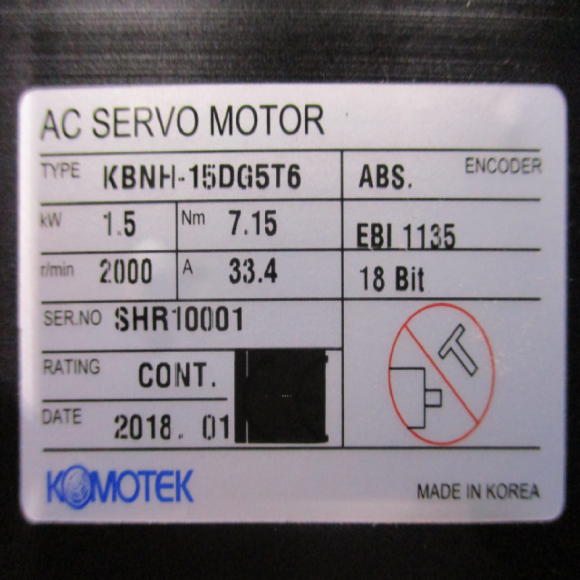 AC SERVO MOTOR
TYPE KBNH-15DG5T6 ABS. ENCODER
kW 1.5 Nm 7.15 EBI 1135
r/min 2000 A 33.4 18 Bit
SER.NO SHR10001
RATING CONT.
DATE 2018. 01
KOMOTEK MADE IN KOREA